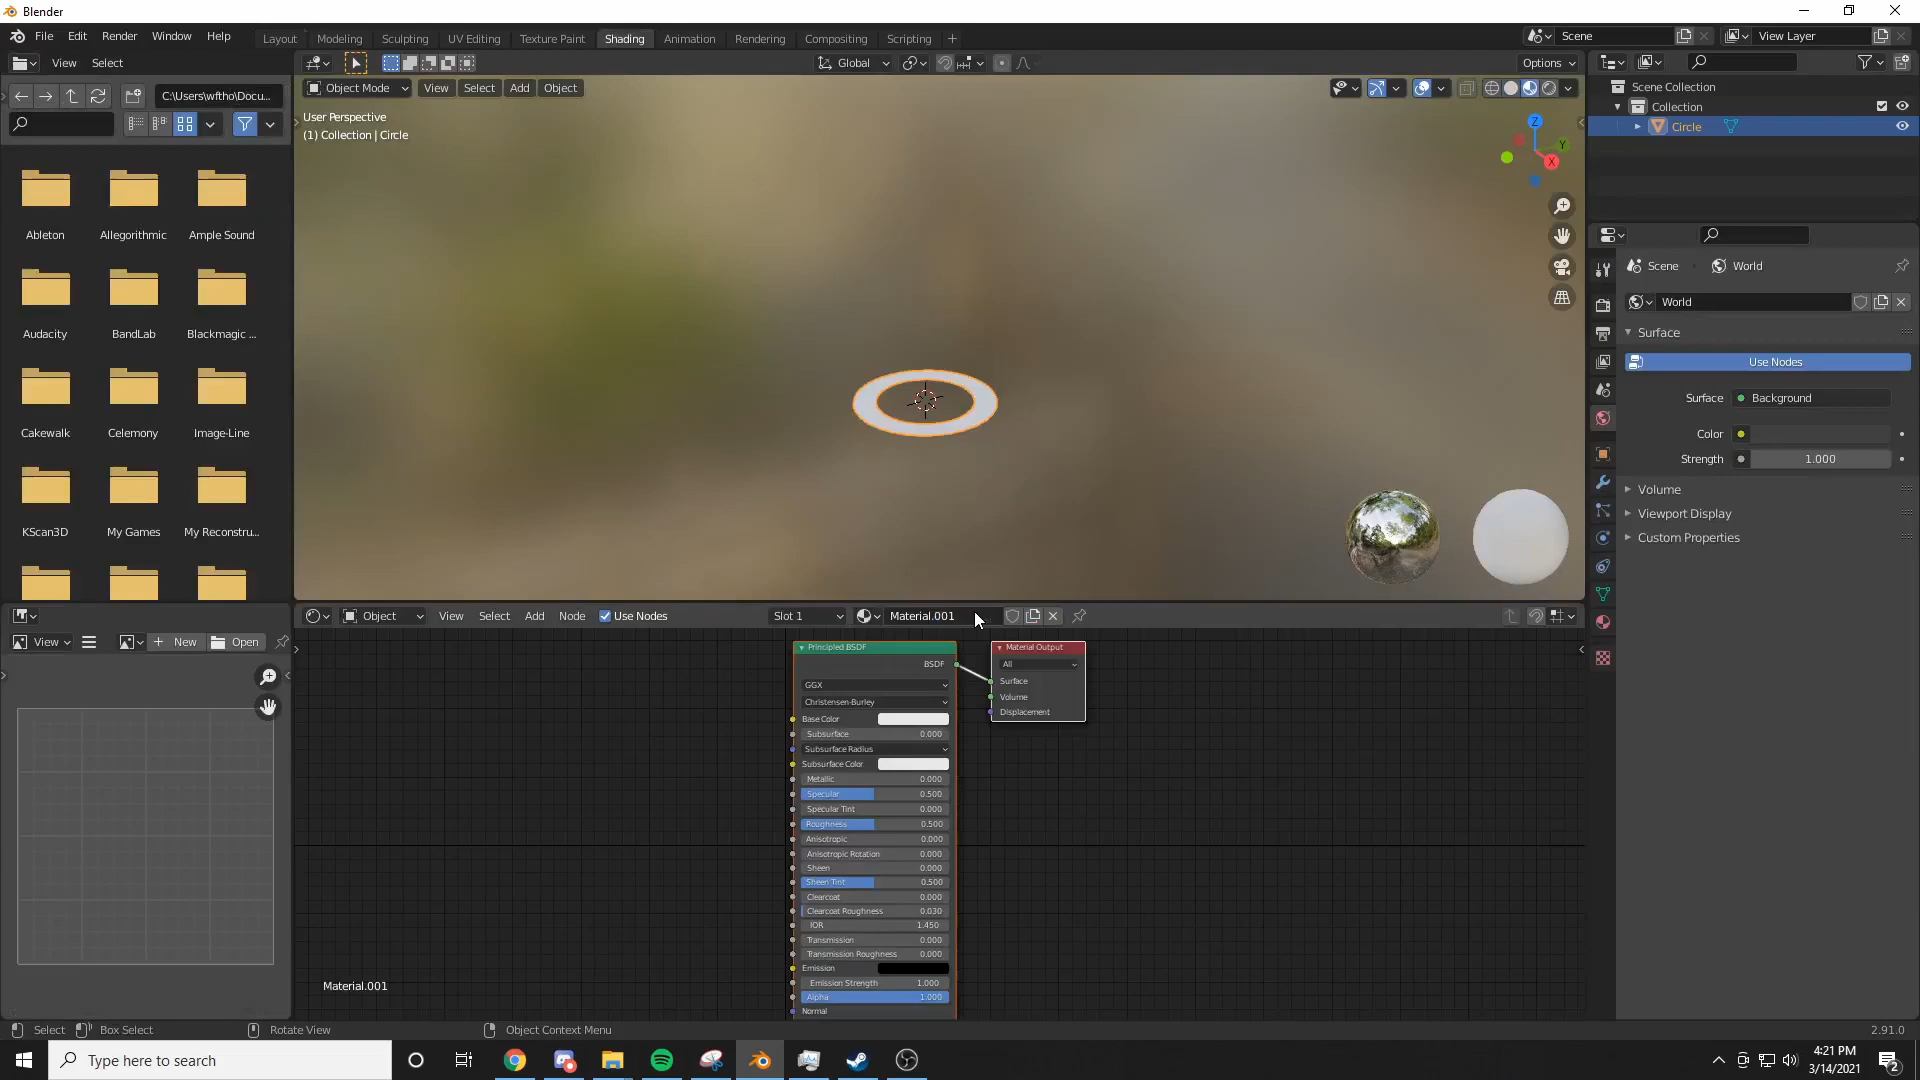 Blender
File Edit Render Window Help
Layout Modeling Sculpting UV Editing Texture Paint Shading Animation Rendering Compositing Scripting +
Scene
View Layer
View Select
Global
Options
C:\Users\wftho\Docu...
Object Mode View Select Add Object
User Perspective
(1) Collection | Circle
Z
Y
X
Ableton Allegorithmic Ample Sound
Audacity BandLab Blackmagic ...
Cakewalk Celemony Image-Line
KScan3D My Games My Reconstru...
Scene Collection
Collection
Circle
Scene World
World
Surface
Use Nodes
Surface Background
Color
Strength 1.000
Volume
Viewport Display
Custom Properties
View New Open
Object View Select Add Node Use Nodes Slot 1 Material.001
Principled BSDF
BSDF
GGX
Christensen-Burley
Base Color
Subsurface 0.000
Subsurface Radius
Subsurface Color
Metallic 0.000
Specular 0.500
Specular Tint 0.000
Roughness 0.500
Anisotropic 0.000
Anisotropic Rotation 0.000
Sheen 0.000
Sheen Tint 0.500
Clearcoat 0.000
Clearcoat Roughness 0.030
IOR 1.450
Transmission 0.000
Transmission Roughness 0.000
Emission
Emission Strength 1.000
Alpha 1.000
Normal
Material Output
All
Surface
Volume
Displacement
Material.001
Select Box Select Rotate View Object Context Menu
2.91.0
Type here to search
4:21 PM
3/14/2021
2